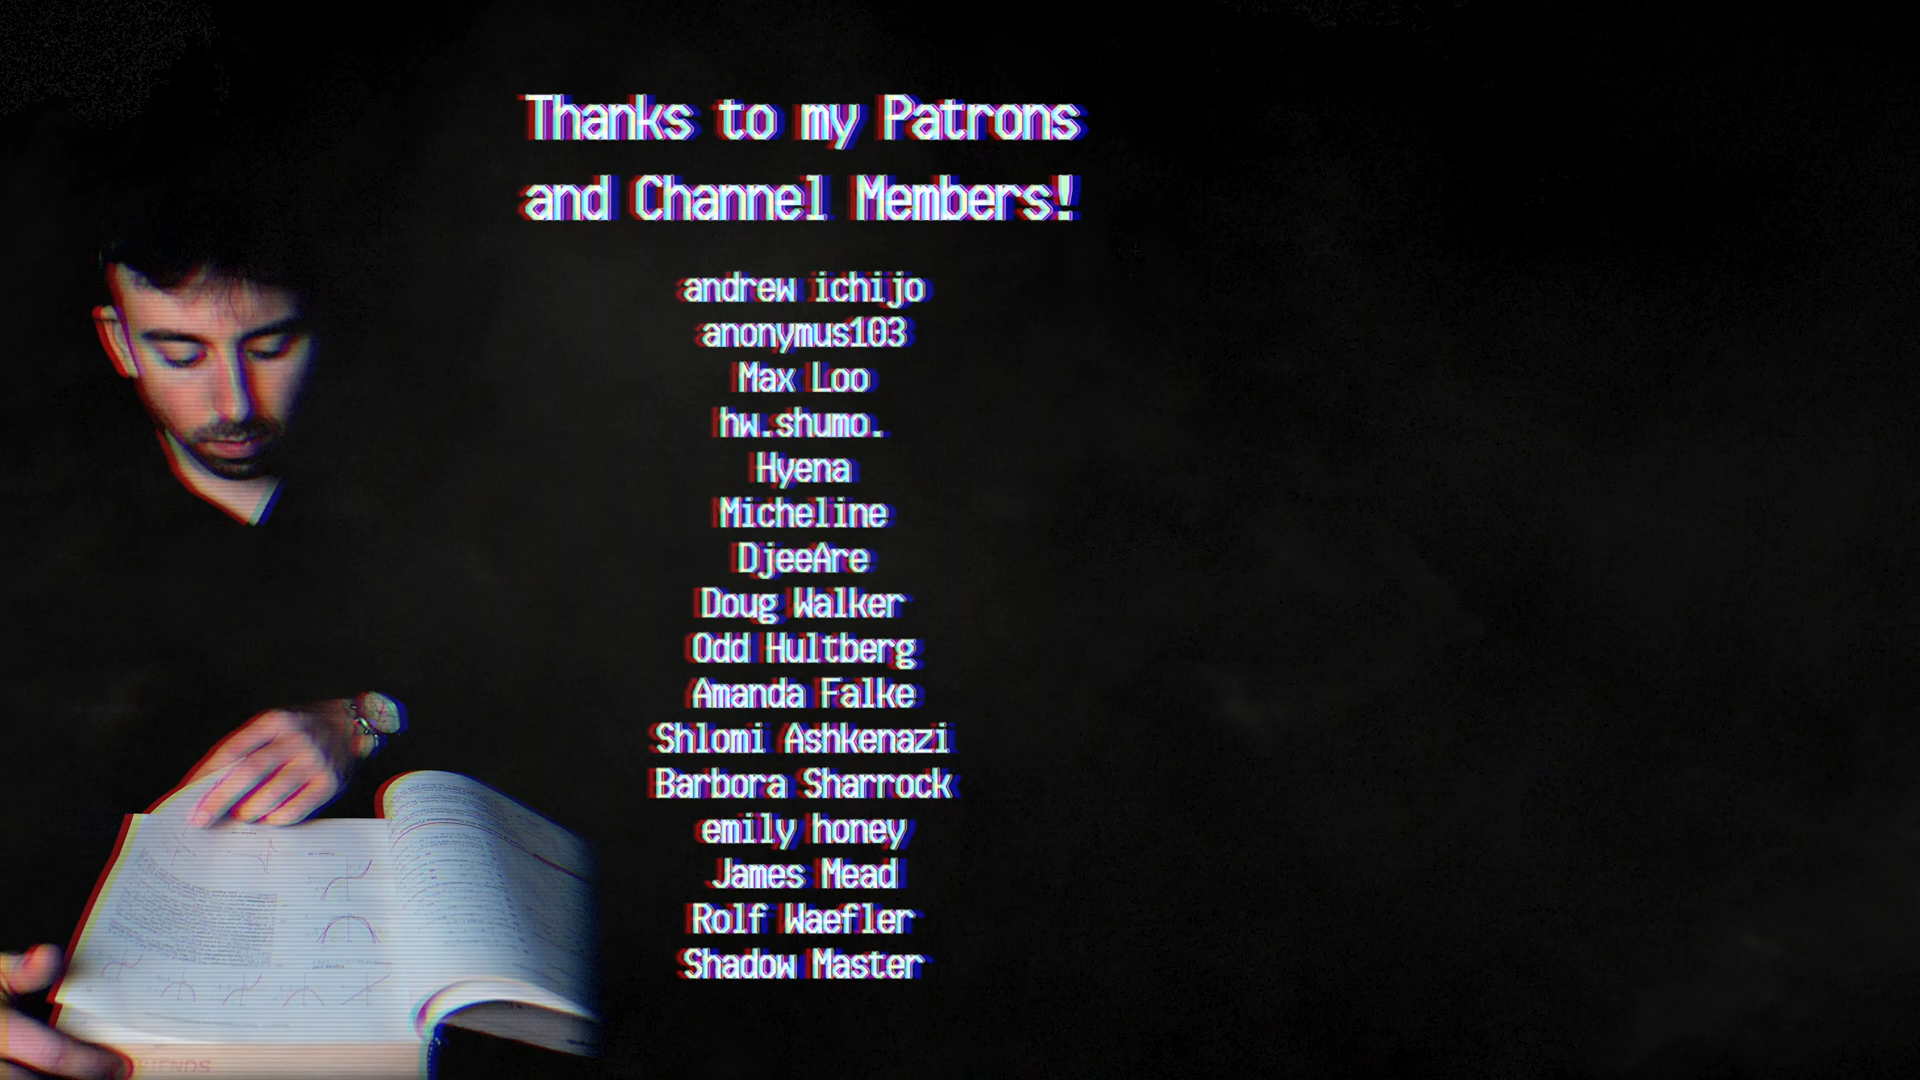 Thanks to my Patrons
and Channel Members!
andrew ichijo
anonymus103
Max Loo
hw.shumo.
Hyena
Micheline
DjeeAre
Doug Walker
Odd Hultberg
Amanda Falke
Shlomi Ashkenazi
Barbora Sharrock
emily honey
James Mead
Rolf Waefler
Shadow Master